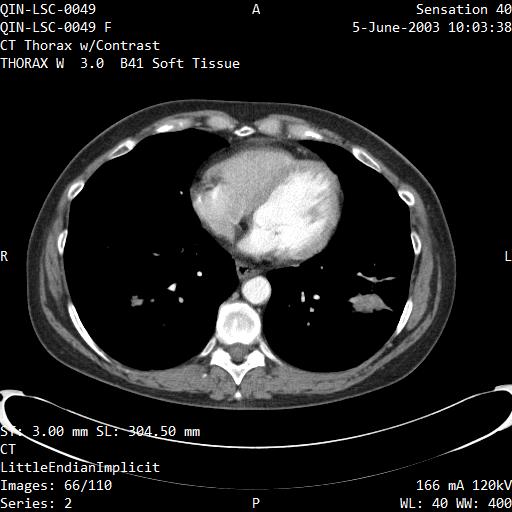 QIN-LSC-0049
A
Sensation 40
QIN-LSC-0049 F
5-June-2003 10:03:38
CT Thorax w/Contrast
THORAX W 3.0 B41 Soft Tissue
R
L
ST: 3.00 mm SL: 304.50 mm
CT
LittleEndianImplicit
Images: 66/110
166 mA 120kV
Series: 2
P
WL: 40 WW: 400